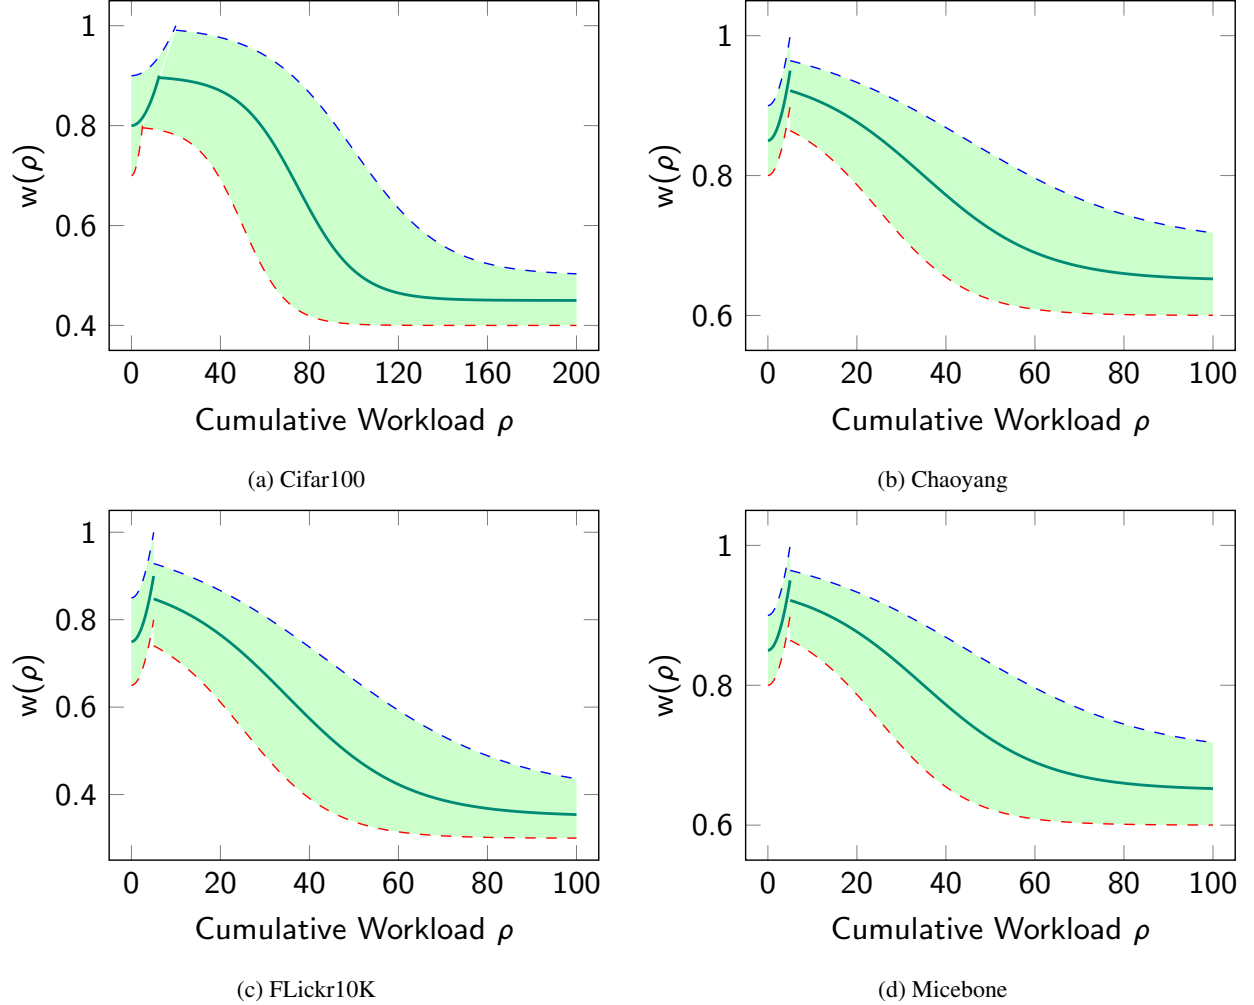 1
0.8
0.6
0.4
w(ρ)
0 40 80 120 160 200
Cumulative Workload ρ
(a) Cifar100
1
0.8
0.6
w(ρ)
0 20 40 60 80 100
Cumulative Workload ρ
(b) Chaoyang
1
0.8
0.6
0.4
w(ρ)
0 20 40 60 80 100
Cumulative Workload ρ
(c) FLickr10K
1
0.8
0.6
w(ρ)
0 20 40 60 80 100
Cumulative Workload ρ
(d) Micebone